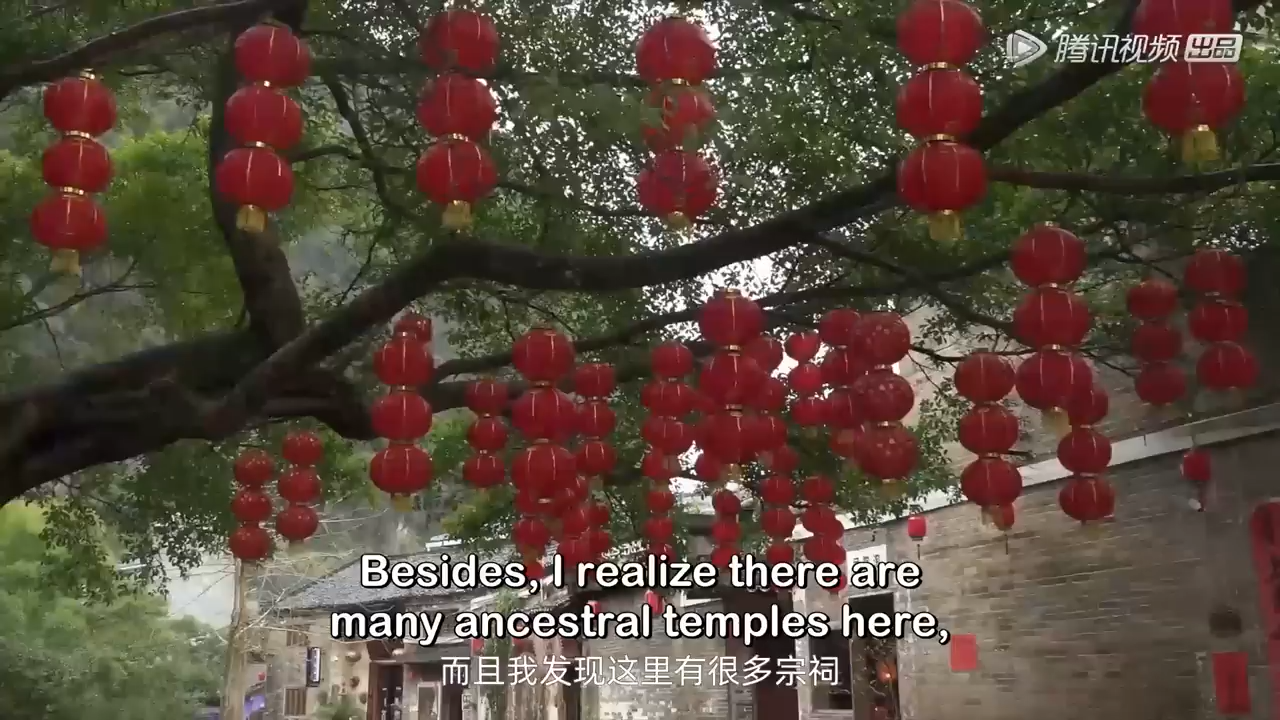 腾讯视频 出品
Besides, I realize there are
many ancestral temples here,
而且我发现这里有很多宗祠